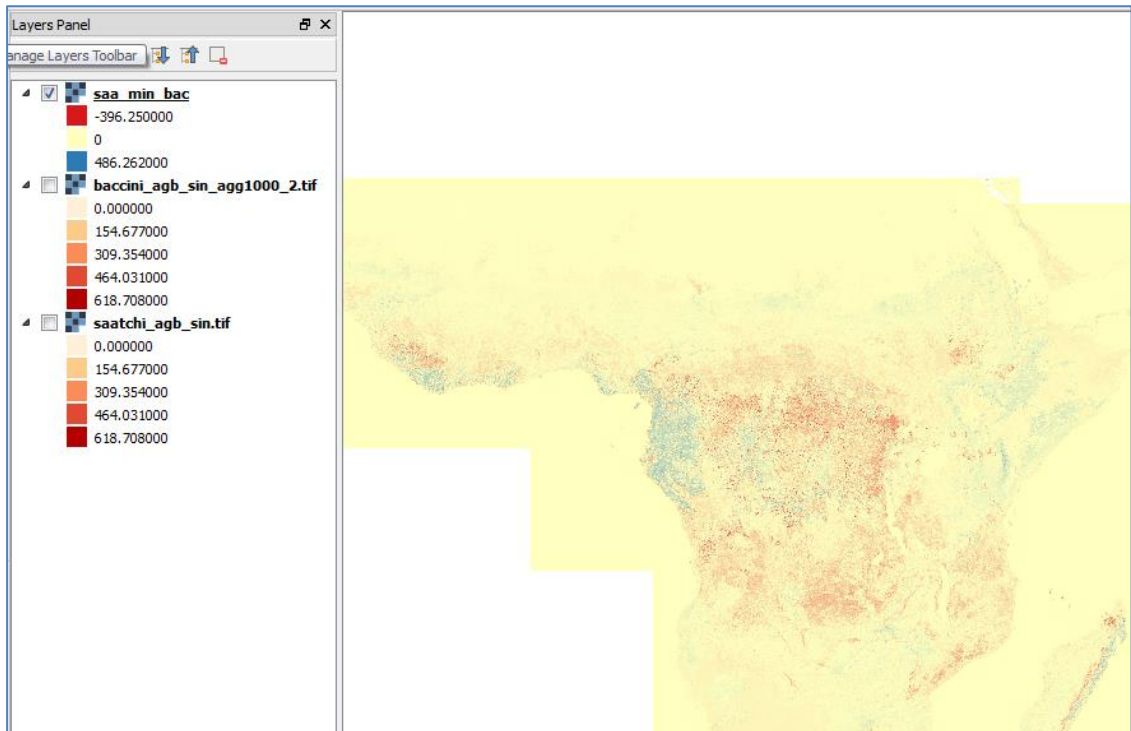 Layers Panel
anage Layers Toolbar
saa_min_bac
-396.250000
0
486.262000
baccini_agb_sin_agg1000_2.tif
0.000000
154.677000
309.354000
464.031000
618.708000
saatchi_agb_sin.tif
0.000000
154.677000
309.354000
464.031000
618.708000